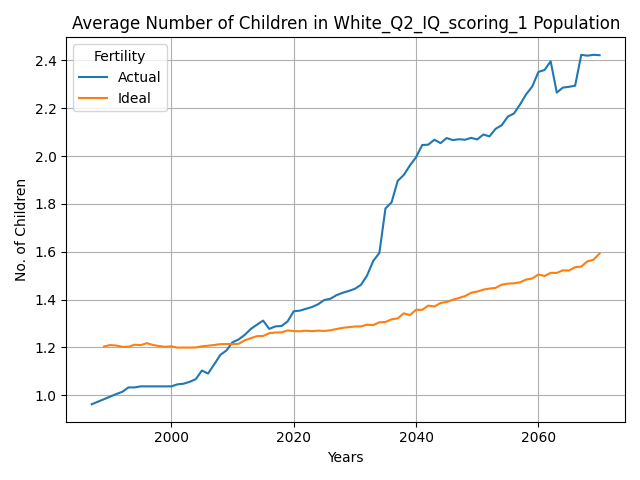 Average Number of Children in White_Q2_IQ_scoring_1 Population
Fertility
Actual
Ideal
No. of Children
2.4
2.2
2.0
1.8
1.6
1.4
1.2
1.0
2000 2020 2040 2060
Years